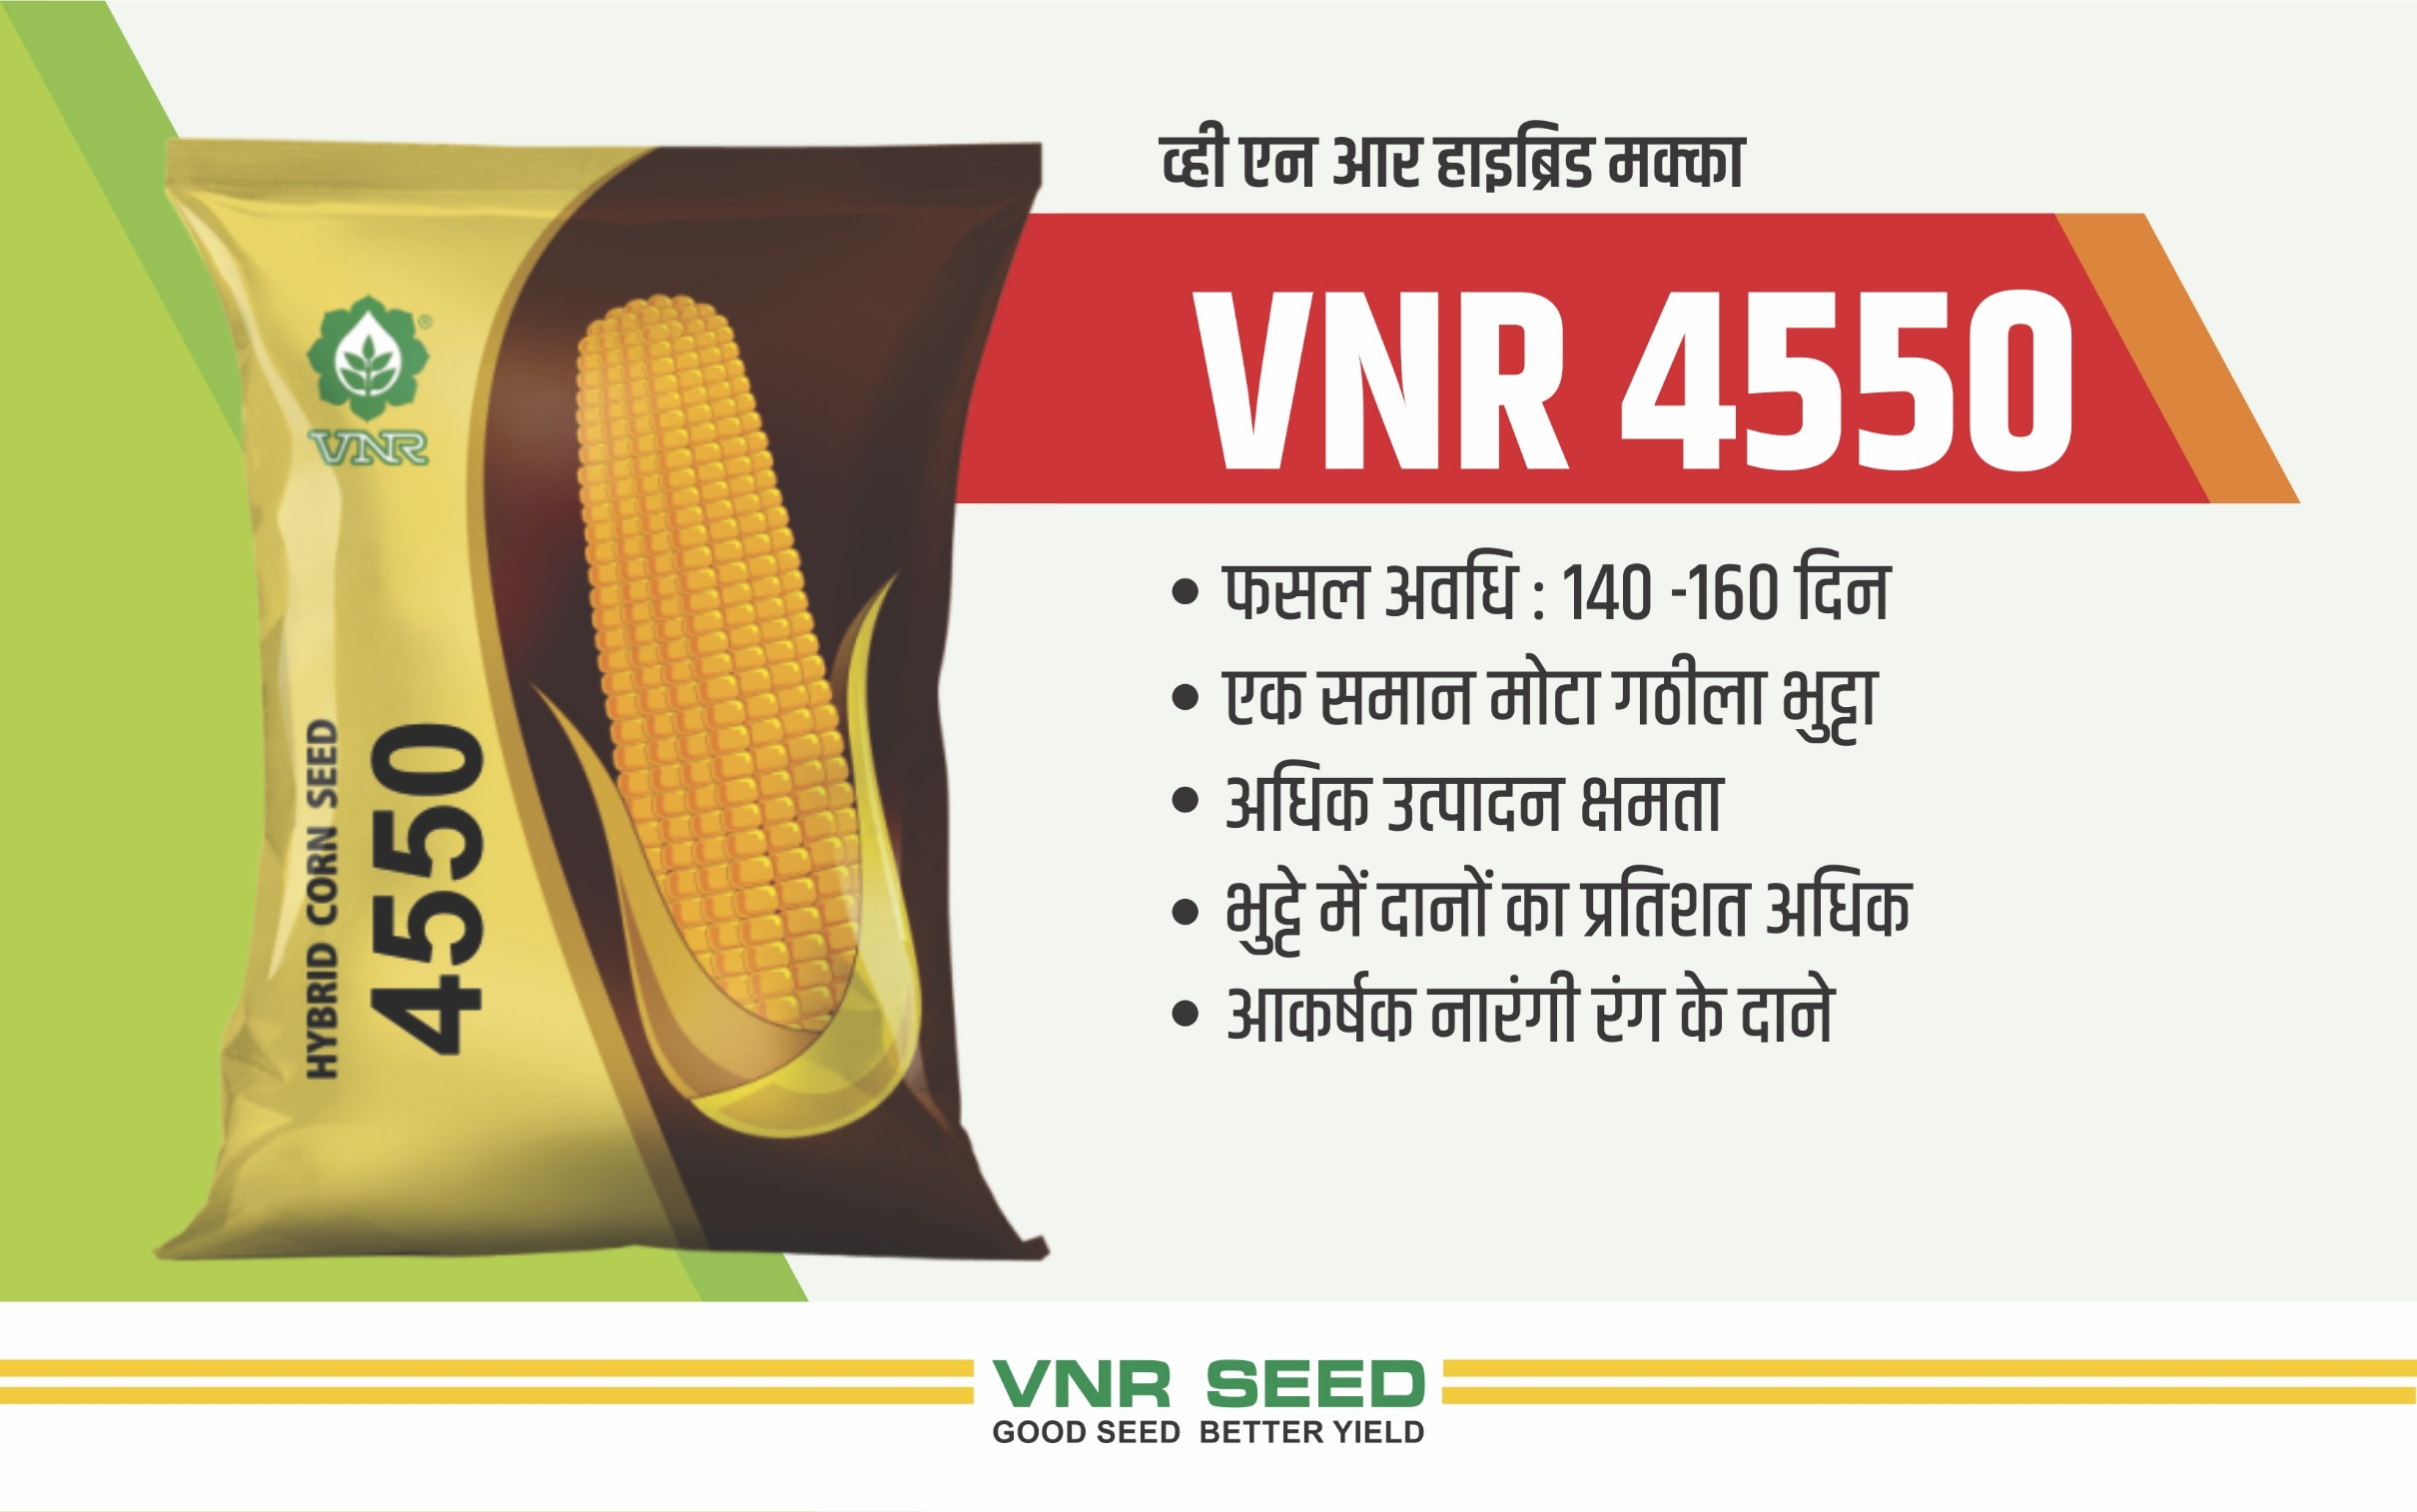 व्ही एन आर हाइब्रिड मक्का
VNR 4550
• फसल अवधि : 140 -160 दिन
• एक समान मोटा गठीला भुट्टा
• अधिक उत्पादन क्षमता
• भुट्टे में दानों का प्रतिशत अधिक
• आकर्षक नारंगी रंग के दाने
®
VNR
HYBRID CORN SEED
4550
VNR SEED
GOOD SEED BETTER YIELD